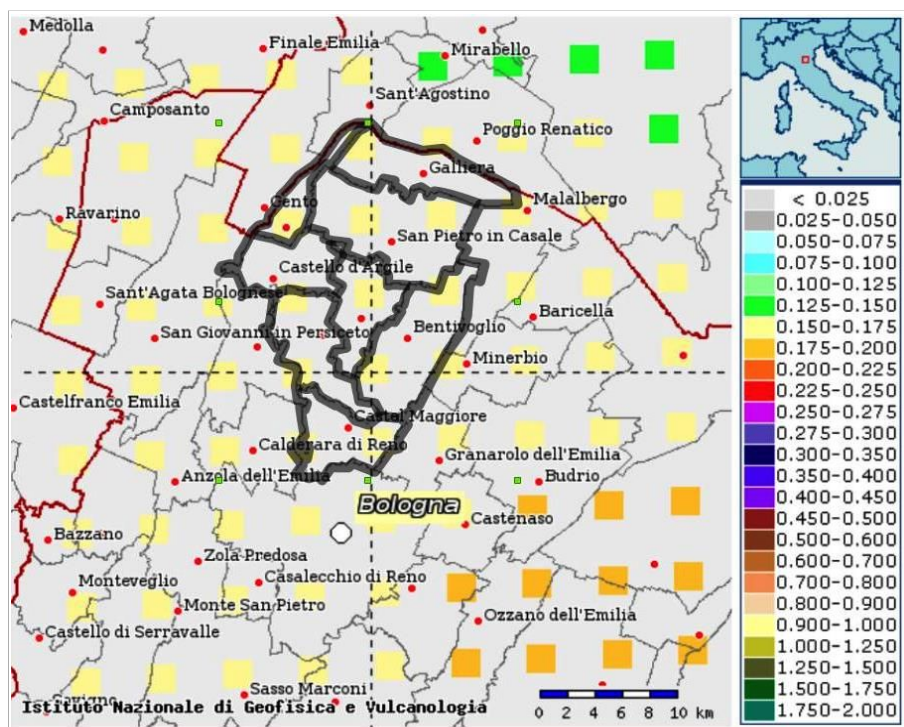 Medolla
Finale Emilia
Mirabello
Sant'Agostino
Camposanto
Poggio Renatico
Galliera
Ravarino
Cento
Malalbergo
San Pietro in Casale
Castello d'Argile
Sant'Agata Bolognese
Baricella
San Giovanni in Persiceto
Bentivoglio
Minerbio
Castelfranco Emilia
Castel Maggiore
Calderara di Reno
Granarolo dell'Emilia
Anzola dell'Emilia
Budrio
Bologna
Castenaso
Bazzano
Zola Predosa
Monteveglio
Casalecchio di Reno
Monte San Pietro
Ozzano dell'Emilia
Castello di Serravalle
Sasso Marconi
Istituto Nazionale di Geofisica e Vulcanologia
0 2 4 6 8 10 km
< 0.025
0.025-0.050
0.050-0.075
0.075-0.100
0.100-0.125
0.125-0.150
0.150-0.175
0.175-0.200
0.200-0.225
0.225-0.250
0.250-0.275
0.275-0.300
0.300-0.350
0.350-0.400
0.400-0.450
0.450-0.500
0.500-0.600
0.600-0.700
0.700-0.800
0.800-0.900
0.900-1.000
1.000-1.250
1.250-1.500
1.500-1.750
1.750-2.000